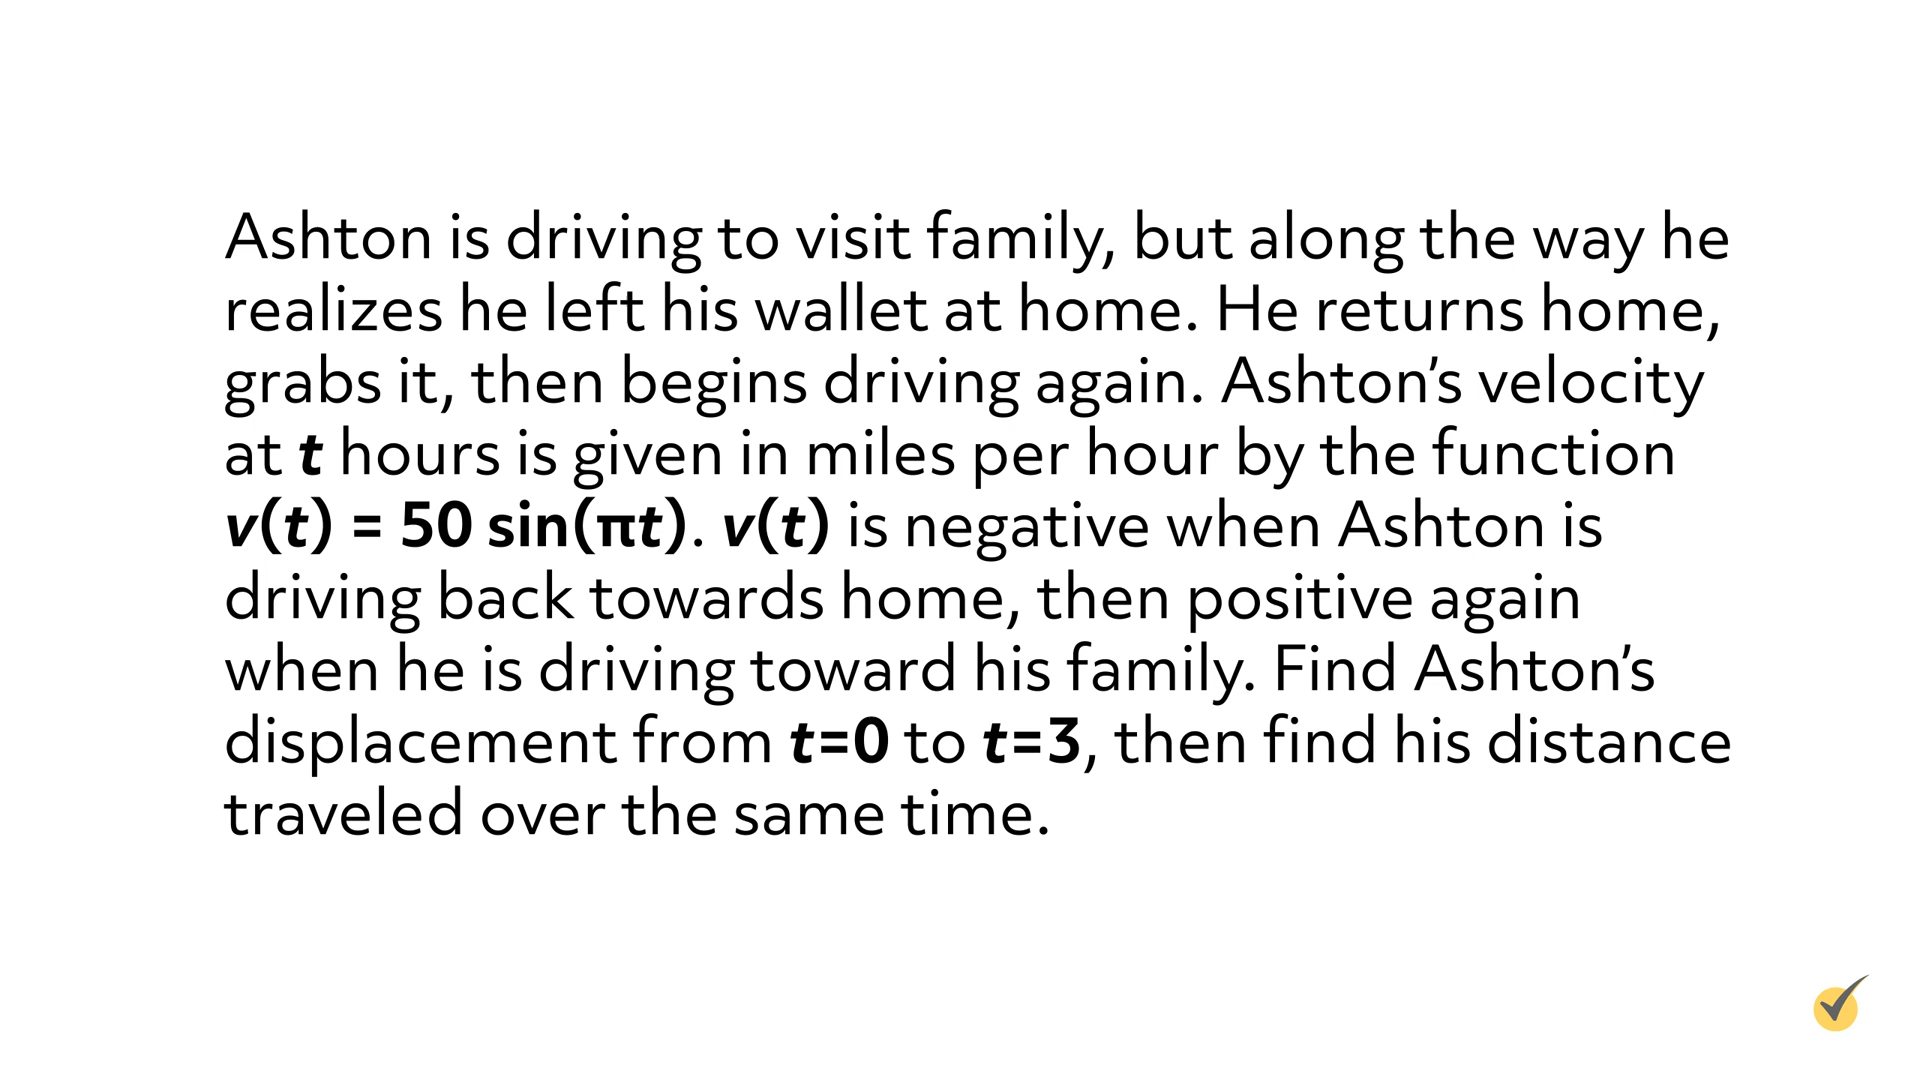 Ashton is driving to visit family, but along the way he
realizes he left his wallet at home. He returns home,
grabs it, then begins driving again. Ashton’s velocity
at t hours is given in miles per hour by the function
v(t) = 50 sin(πt). v(t) is negative when Ashton is
driving back towards home, then positive again
when he is driving toward his family. Find Ashton’s
displacement from t=0 to t=3, then find his distance
traveled over the same time.